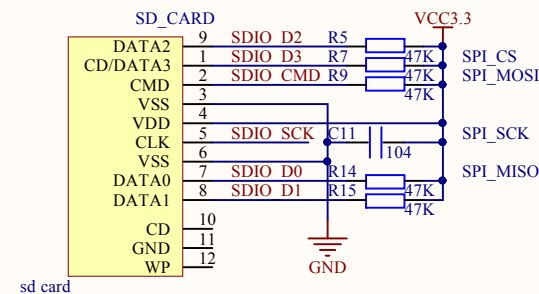 SD_CARD VCC3.3
DATA2 9 SDIO_D2 R5
CD/DATA3 1 SDIO_D3 R7 47K SPI_CS
CMD 2 SDIO_CMD R9 47K SPI_MOSI
VSS 3 47K
VDD 4
CLK 5 SDIO_SCK C11 SPI_SCK
VSS 6 104
DATA0 7 SDIO_D0 R14 SPI_MISO
DATA1 8 SDIO_D1 R15 47K
47K
CD 10
GND 11
WP 12
GND
sd card